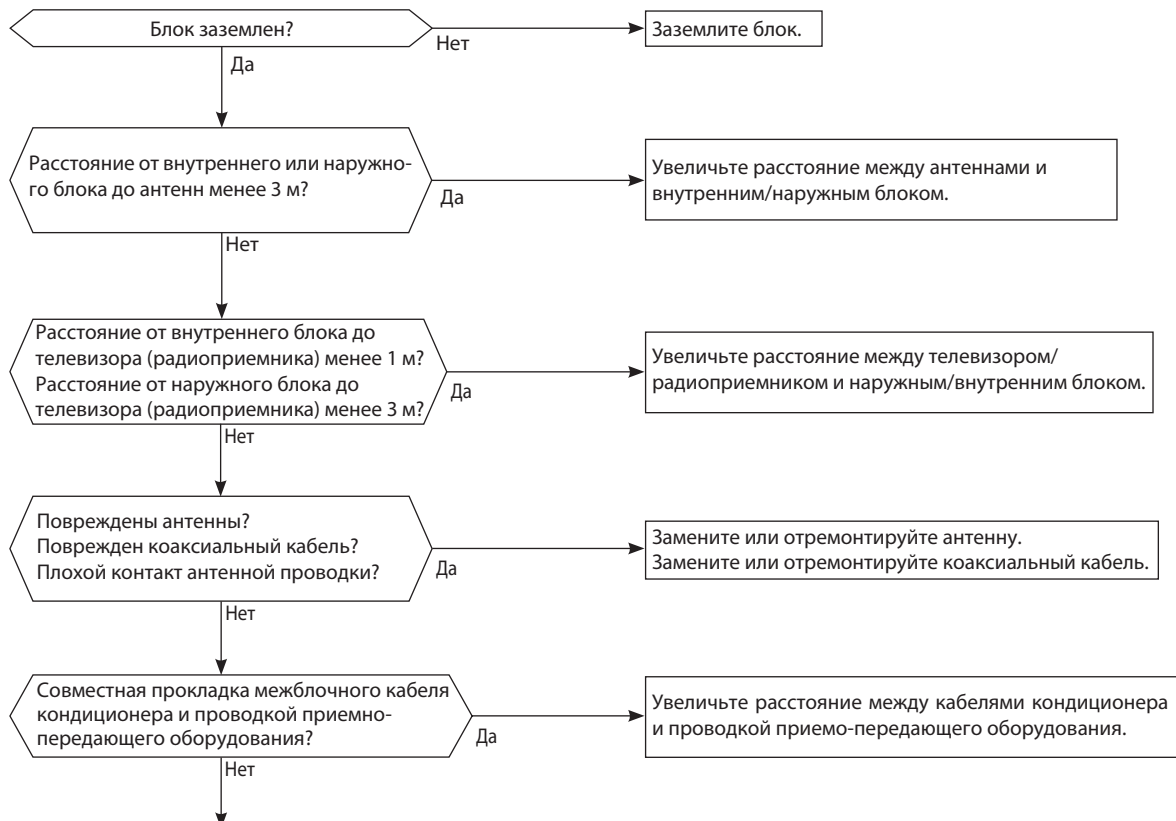 Блок заземлен?
Нет
Заземлите блок.
Да
Расстояние от внутреннего или наружно-
го блока до антенн менее 3 м?
Да
Увеличьте расстояние между антеннами и
внутренним/наружным блоком.
Нет
Расстояние от внутреннего блока до
телевизора (радиоприемника) менее 1 м?
Расстояние от наружного блока до
телевизора (радиоприемника) менее 3 м?
Да
Увеличьте расстояние между телевизором/
радиоприемником и наружным/внутренним блоком.
Нет
Повреждены антенны?
Поврежден коаксиальный кабель?
Плохой контакт антенной проводки?
Да
Замените или отремонтируйте антенну.
Замените или отремонтируйте коаксиальный кабель.
Нет
Совместная прокладка межблочного кабеля
кондиционера и проводкой приемно-
передающего оборудования?
Да
Увеличьте расстояние между кабелями кондиционера
и проводкой приемо-передающего оборудования.
Нет